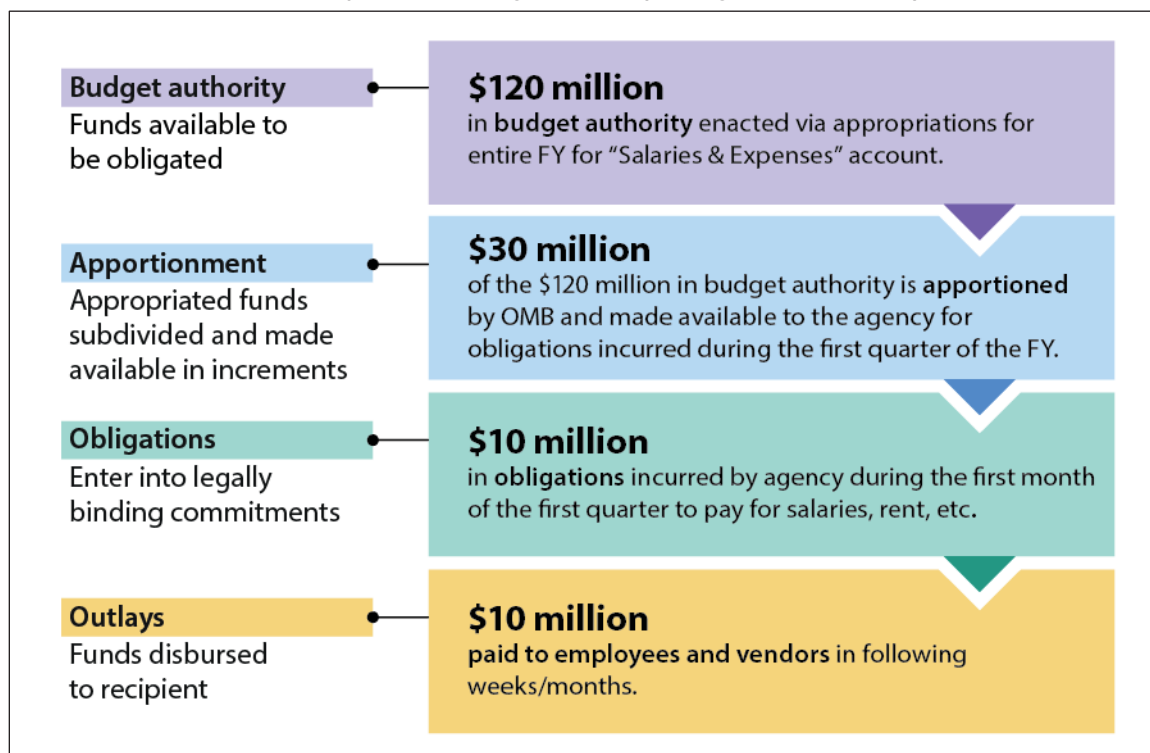 Budget authority
Funds available to
be obligated
$120 million
in budget authority enacted via appropriations for
entire FY for “Salaries & Expenses” account.
Apportionment
Appropriated funds
subdivided and made
available in increments
$30 million
of the $120 million in budget authority is apportioned
by OMB and made available to the agency for
obligations incurred during the first quarter of the FY.
Obligations
Enter into legally
binding commitments
$10 million
in obligations incurred by agency during the first month
of the first quarter to pay for salaries, rent, etc.
Outlays
Funds disbursed
to recipient
$10 million
paid to employees and vendors in following
weeks/months.